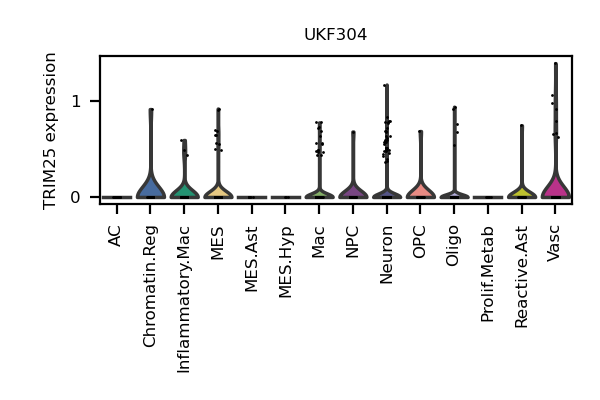 UKF304
TRIM25 expression
1
0
AC
Chromatin.Reg
Inflammatory.Mac
MES
MES.Ast
MES.Hyp
Mac
NPC
Neuron
OPC
Oligo
Prolif.Metab
Reactive.Ast
Vasc